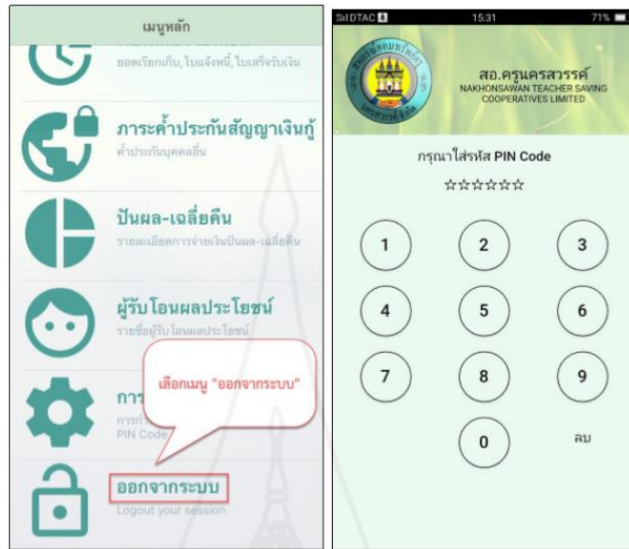 เมนูหลัก
ยอดเรียกเก็บ, ใบแจ้งหนี้, ใบเสร็จรับเงิน
ภาระค้ำประกันสัญญาเงินกู้
ค้ำประกันบุคคลอื่น
ปันผล-เฉลี่ยคืน
รายละเอียดการจ่ายเงินปันผล-เฉลี่ยคืน
ผู้รับโอนผลประโยชน์
รายชื่อผู้รับโอนผลประโยชน์
เลือกเมนู "ออกจากระบบ"
PIN Code
ออกจากระบบ
Logout your session
DTAC 15:31 71%
สอ.ครูนครสวรรค์
NAKHONSAWAN TEACHER SAVING
COOPERATIVES LIMITED
กรุณาใส่รหัส PIN Code
☆☆☆☆☆☆
1 2 3
4 5 6
7 8 9
0 ลบ